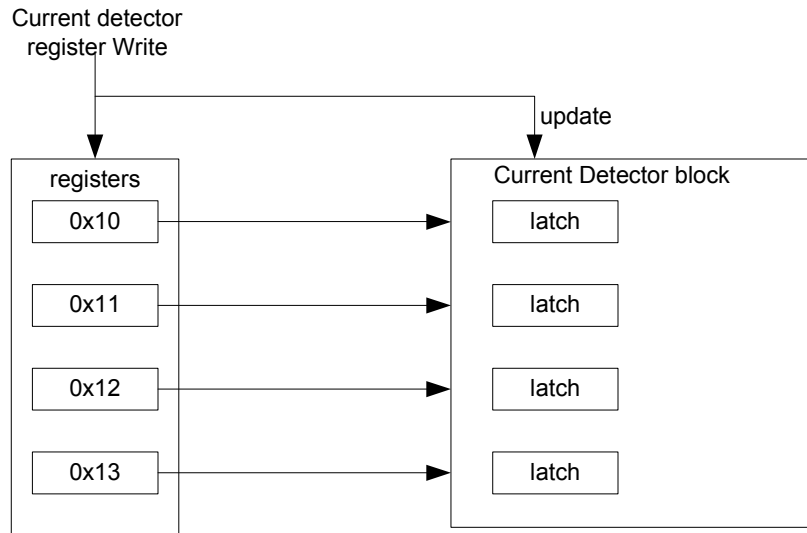 Current detector
register Write
update
registers
Current Detector block
0x10
latch
0x11
latch
0x12
latch
0x13
latch